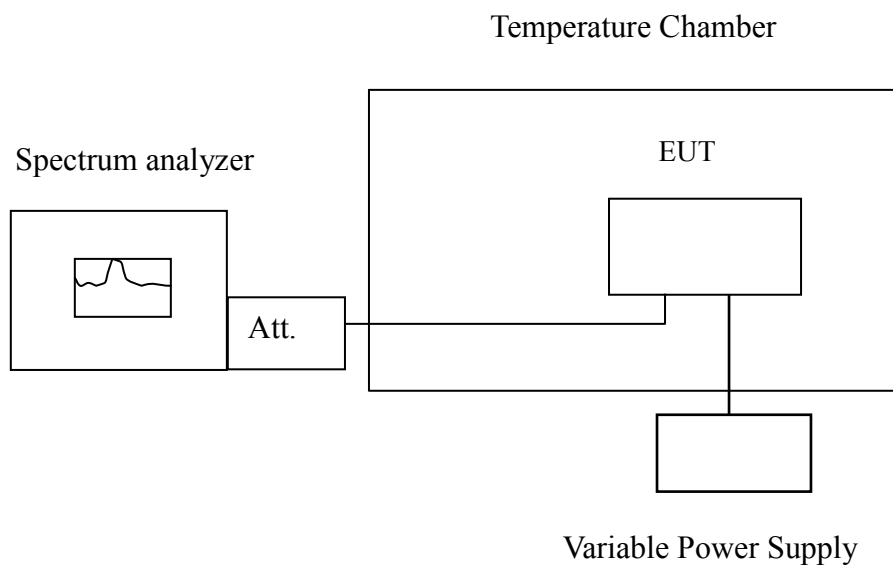 Temperature Chamber
Spectrum analyzer
EUT
Att.
Variable Power Supply